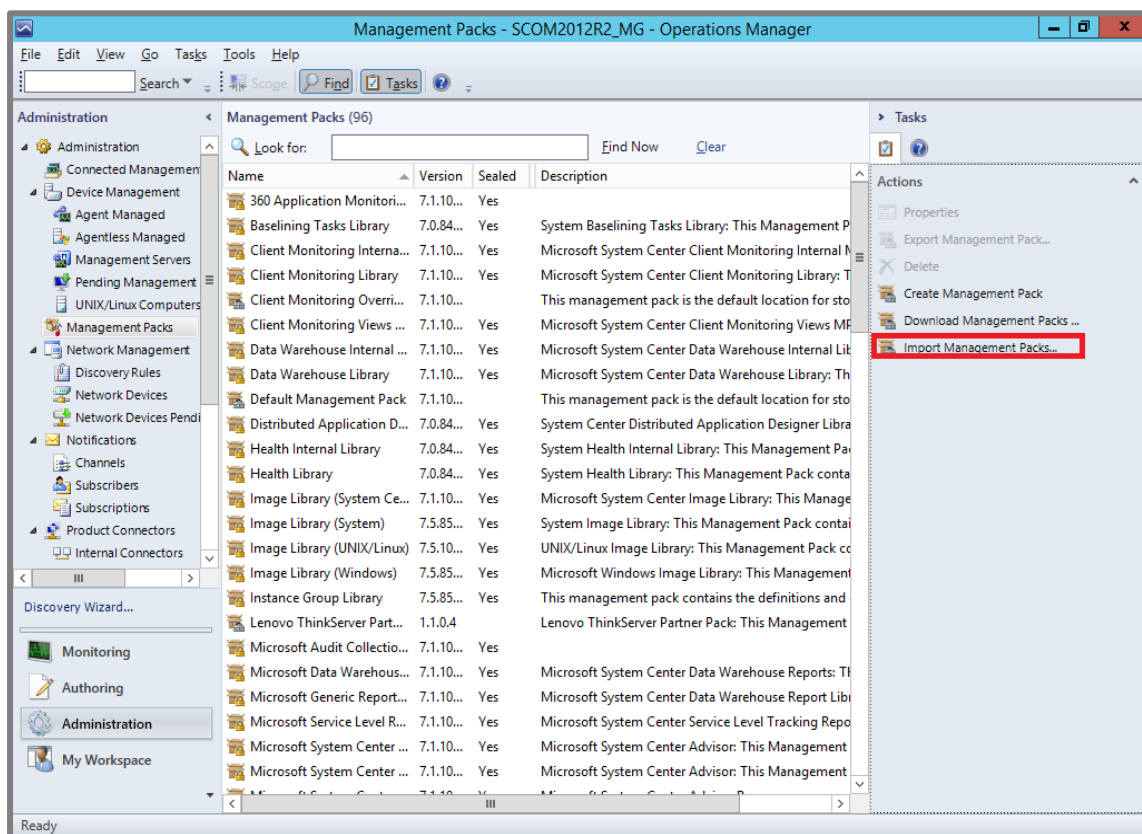 Management Packs - SCOM2012R2_MG - Operations Manager
File Edit View Go Tasks Tools Help
Search Scope Find Tasks
Administration
Administration
Connected Managemen
Device Management
Agent Managed
Agentless Managed
Management Servers
Pending Management
UNIX/Linux Computers
Management Packs
Network Management
Discovery Rules
Network Devices
Network Devices Pendi
Notifications
Channels
Subscribers
Subscriptions
Product Connectors
Internal Connectors
Discovery Wizard...
Monitoring
Authoring
Administration
My Workspace
Management Packs (96)
Look for: Find Now Clear
Name Version Sealed Description
360 Application Monitori... 7.1.10... Yes
Baselining Tasks Library 7.0.84... Yes System Baselining Tasks Library: This Management P
Client Monitoring Interna... 7.1.10... Yes Microsoft System Center Client Monitoring Internal M
Client Monitoring Library 7.1.10... Yes Microsoft System Center Client Monitoring Library: T
Client Monitoring Overri... 7.1.10... This management pack is the default location for sto
Client Monitoring Views ... 7.1.10... Yes Microsoft System Center Client Monitoring Views MP
Data Warehouse Internal ... 7.1.10... Yes Microsoft System Center Data Warehouse Internal Lib
Data Warehouse Library 7.1.10... Yes Microsoft System Center Data Warehouse Library: Th
Default Management Pack 7.1.10... This management pack is the default location for sto
Distributed Application D... 7.0.84... Yes System Center Distributed Application Designer Libra
Health Internal Library 7.0.84... Yes System Health Internal Library: This Management Pa
Health Library 7.0.84... Yes System Health Library: This Management Pack conta
Image Library (System Ce... 7.1.10... Yes Microsoft System Center Image Library: This Manage
Image Library (System) 7.5.85... Yes System Image Library: This Management Pack contai
Image Library (UNIX/Linux) 7.5.10... Yes UNIX/Linux Image Library: This Management Pack co
Image Library (Windows) 7.5.85... Yes Microsoft Windows Image Library: This Management
Instance Group Library 7.5.85... Yes This management pack contains the definitions and
Lenovo ThinkServer Part... 1.1.0.4 Lenovo ThinkServer Partner Pack: This Management
Microsoft Audit Collectio... 7.1.10... Yes
Microsoft Data Warehous... 7.1.10... Yes Microsoft System Center Data Warehouse Reports: Th
Microsoft Generic Report... 7.1.10... Yes Microsoft System Center Data Warehouse Report Libr
Microsoft Service Level R... 7.1.10... Yes Microsoft System Center Service Level Tracking Repo
Microsoft System Center ... 7.1.10... Yes Microsoft System Center Advisor: This Management
Microsoft System Center ... 7.1.10... Yes Microsoft System Center Advisor: This Management
Tasks
Actions
Properties
Export Management Pack...
Delete
Create Management Pack
Download Management Packs ...
Import Management Packs...
Ready